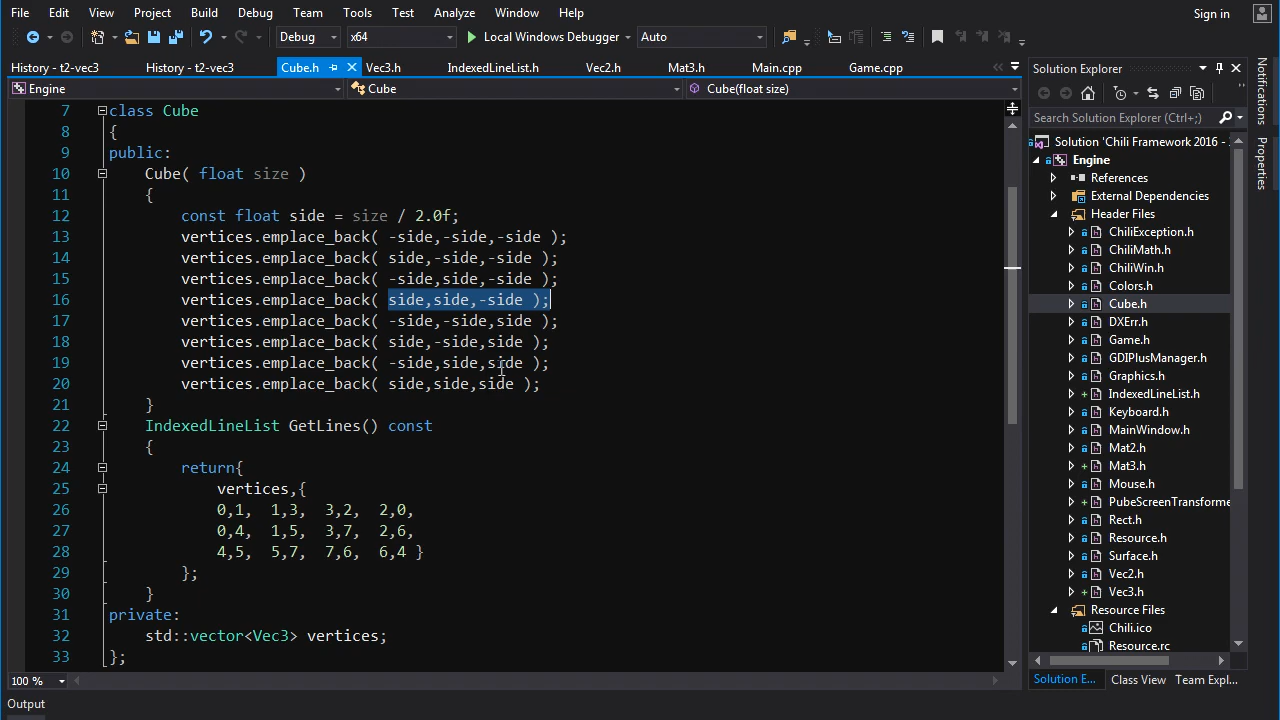 File Edit View Project Build Debug Team Tools Test Analyze Window Help Sign in
Debug x64 Local Windows Debugger Auto
History - t2-vec3 History - t2-vec3 Cube.h Vec3.h IndexedLineList.h Vec2.h Mat3.h Main.cpp Game.cpp
Engine Cube Cube(float size)
7 class Cube
8 {
9 public:
10 Cube( float size )
11 {
12 const float side = size / 2.0f;
13 vertices.emplace_back( -side,-side,-side );
14 vertices.emplace_back( side,-side,-side );
15 vertices.emplace_back( -side,side,-side );
16 vertices.emplace_back( side,side,-side );
17 vertices.emplace_back( -side,-side,side );
18 vertices.emplace_back( side,-side,side );
19 vertices.emplace_back( -side,side,side );
20 vertices.emplace_back( side,side,side );
21 }
22 IndexedLineList GetLines() const
23 {
24 return{
25 vertices,{
26 0,1, 1,3, 3,2, 2,0,
27 0,4, 1,5, 3,7, 2,6,
28 4,5, 5,7, 7,6, 6,4 }
29 };
30 }
31 private:
32 std::vector<Vec3> vertices;
33 };
100 %
Output
Solution Explorer
Search Solution Explorer (Ctrl+;)
Solution 'Chili Framework 2016 -
Engine
References
External Dependencies
Header Files
ChiliException.h
ChiliMath.h
ChiliWin.h
Colors.h
Cube.h
DXErr.h
Game.h
GDIPlusManager.h
Graphics.h
IndexedLineList.h
Keyboard.h
MainWindow.h
Mat2.h
Mat3.h
Mouse.h
PubeScreenTransforme
Rect.h
Resource.h
Surface.h
Vec2.h
Vec3.h
Resource Files
Chili.ico
Resource.rc
Solution E... Class View Team Expl...
Notifications
Properties